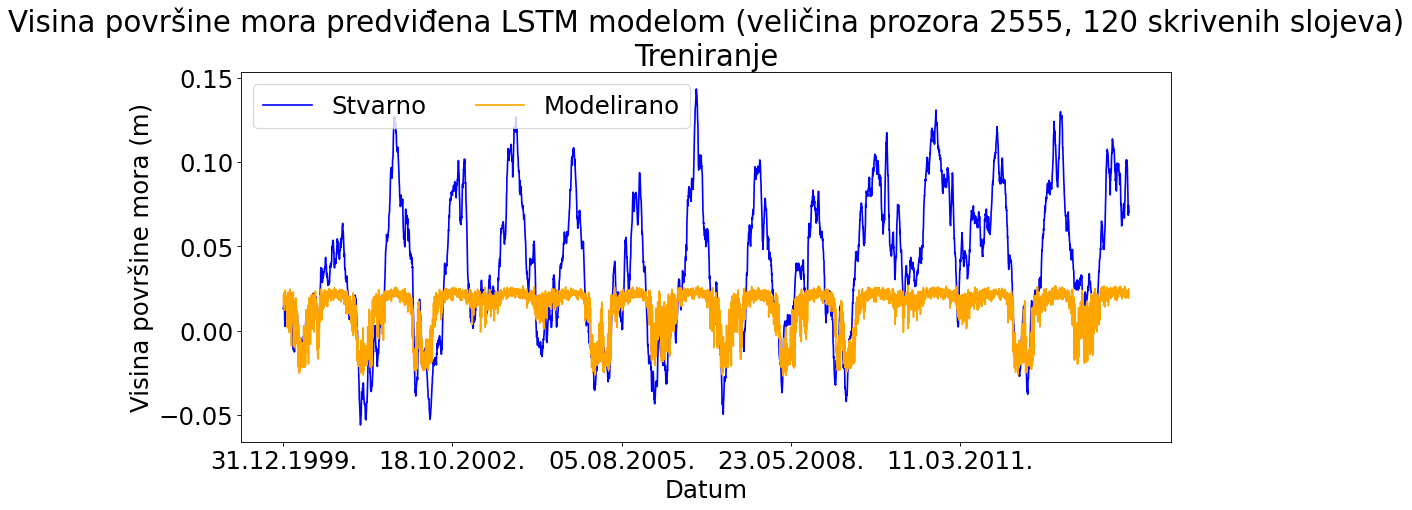 Visina površine mora predviđena LSTM modelom (veličina prozora 2555, 120 skrivenih slojeva)
Treniranje
Stvarno
Modelirano
Visina površine mora (m)
0.15
0.10
0.05
0.00
−0.05
31.12.1999.
18.10.2002.
05.08.2005.
23.05.2008.
11.03.2011.
Datum